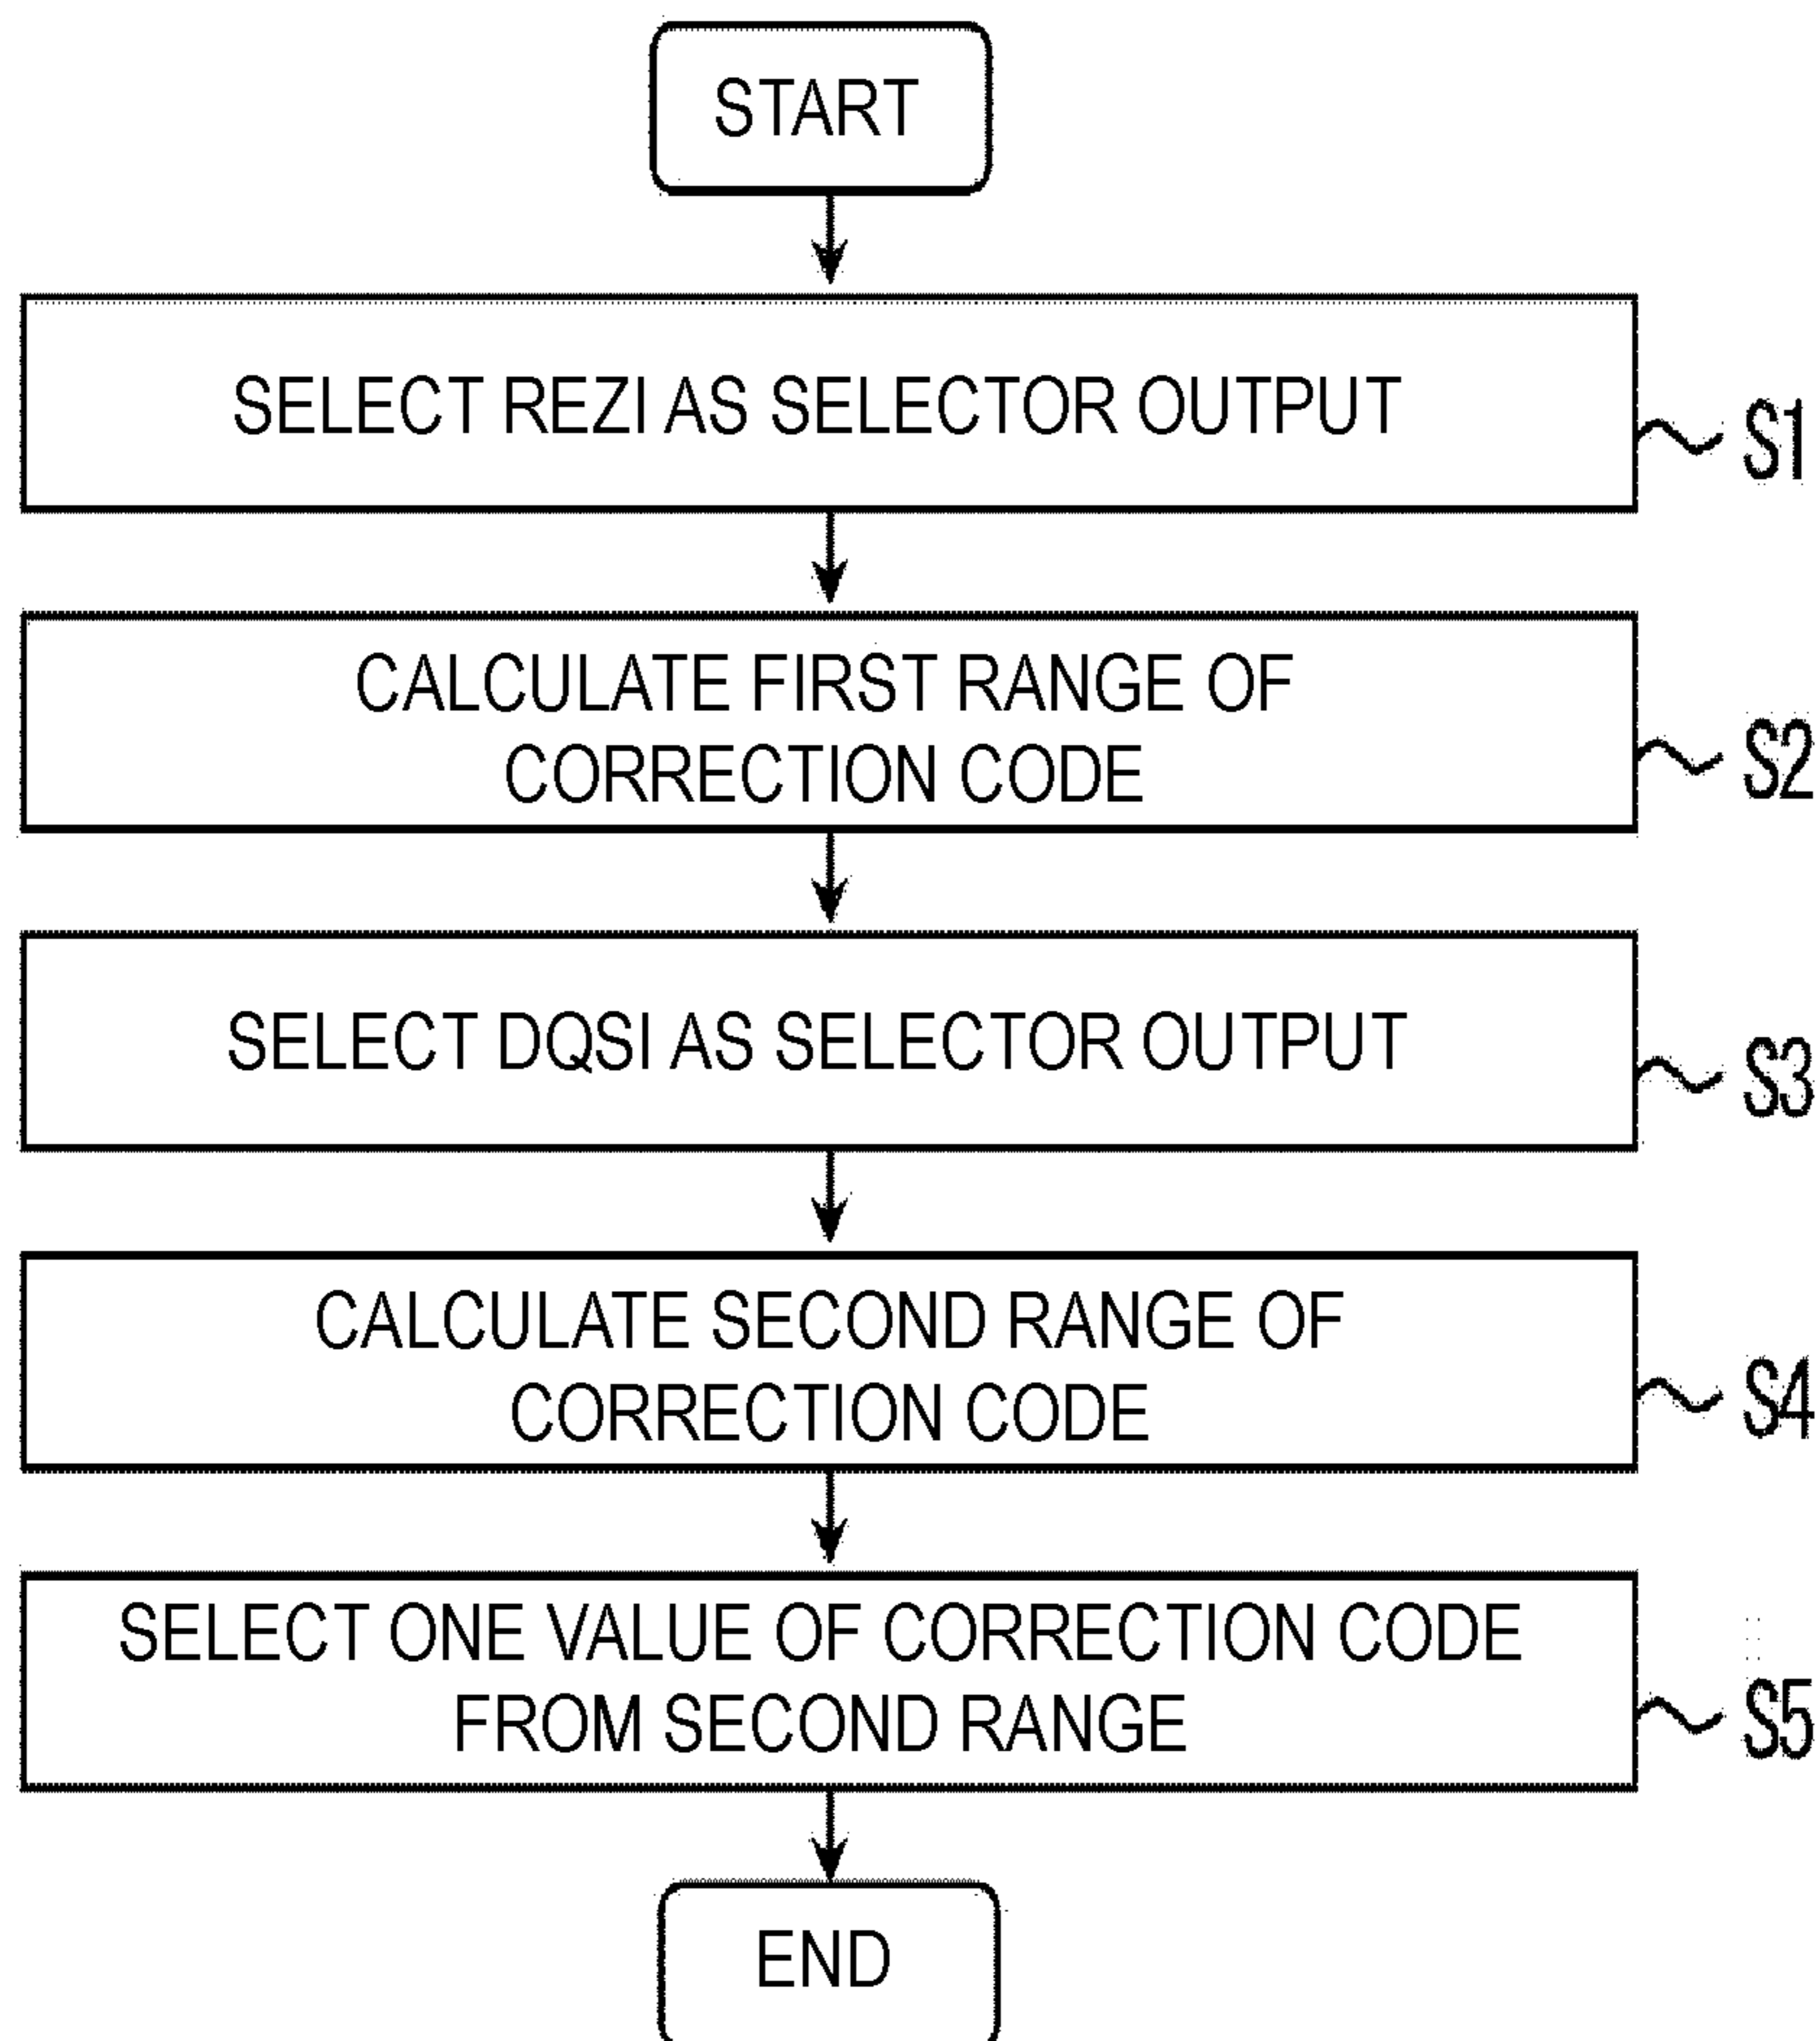 START
SELECT REZI AS SELECTOR OUTPUT
S1
CALCULATE FIRST RANGE OF
CORRECTION CODE
S2
SELECT DQSI AS SELECTOR OUTPUT
S3
CALCULATE SECOND RANGE OF
CORRECTION CODE
S4
SELECT ONE VALUE OF CORRECTION CODE
FROM SECOND RANGE
S5
END